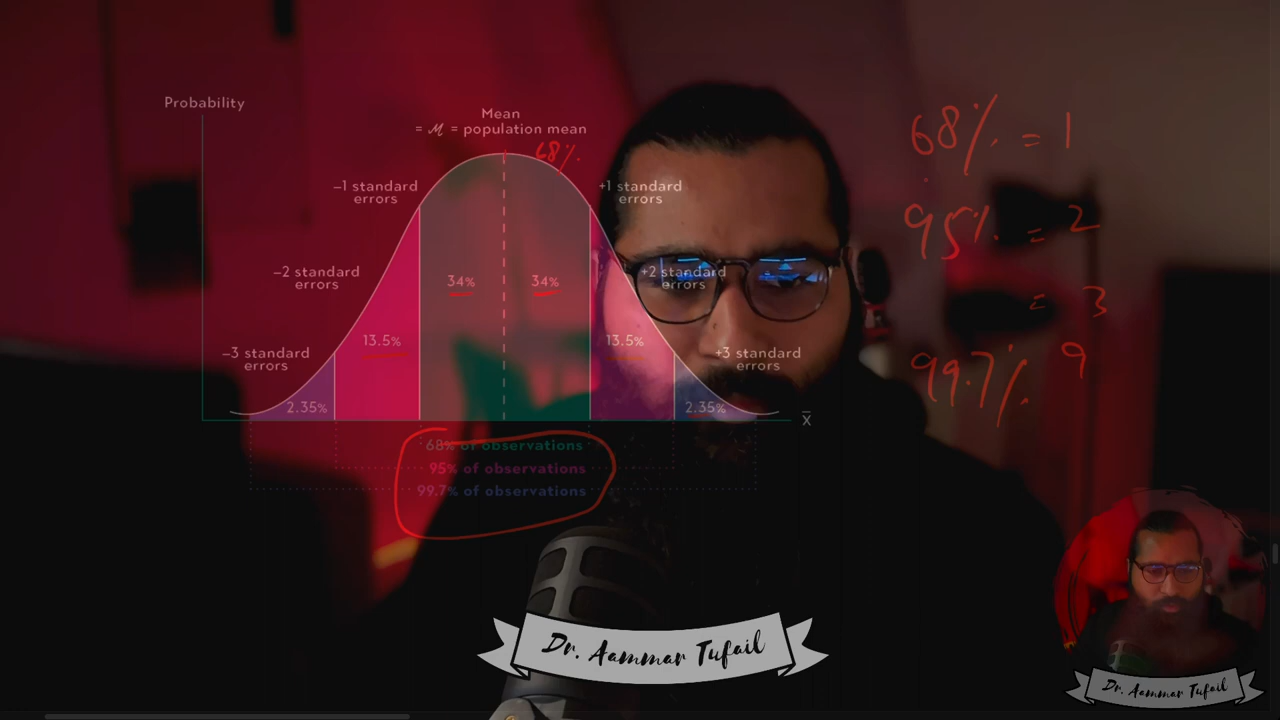 Probability
Mean
= 𝓜 = population mean
68%
−1 standard
errors
+1 standard
errors
−2 standard
errors
+2 standard
errors
34%
34%
13.5%
13.5%
−3 standard
errors
+3 standard
errors
2.35%
2.35%
x̅
68% of observations
95% of observations
99.7% of observations
68% = 1
95% = 2
= 3
99.7% 9
Dr. Aammar Tufail
Dr. Aammar Tufail